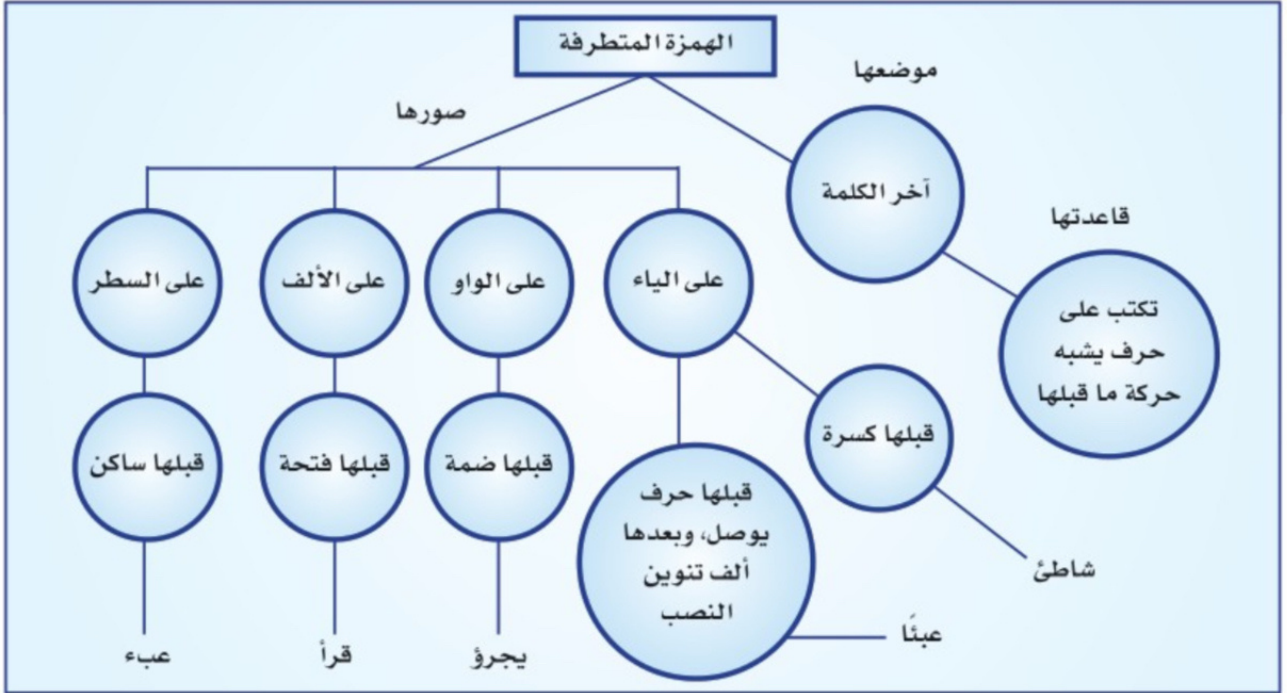 الهمزة المتطرفة
موضعها
صورها
آخر الكلمة
قاعدتها
تكتب على
حرف يشبه
حركة ما قبلها
على الياء
على الواو
على الألف
على السطر
قبلها كسرة
قبلها ضمة
قبلها فتحة
قبلها ساكن
قبلها حرف
يوصل، وبعدها
ألف تنوين
النصب
شاطئ
عبئًا
يجرؤ
قرأ
عبء